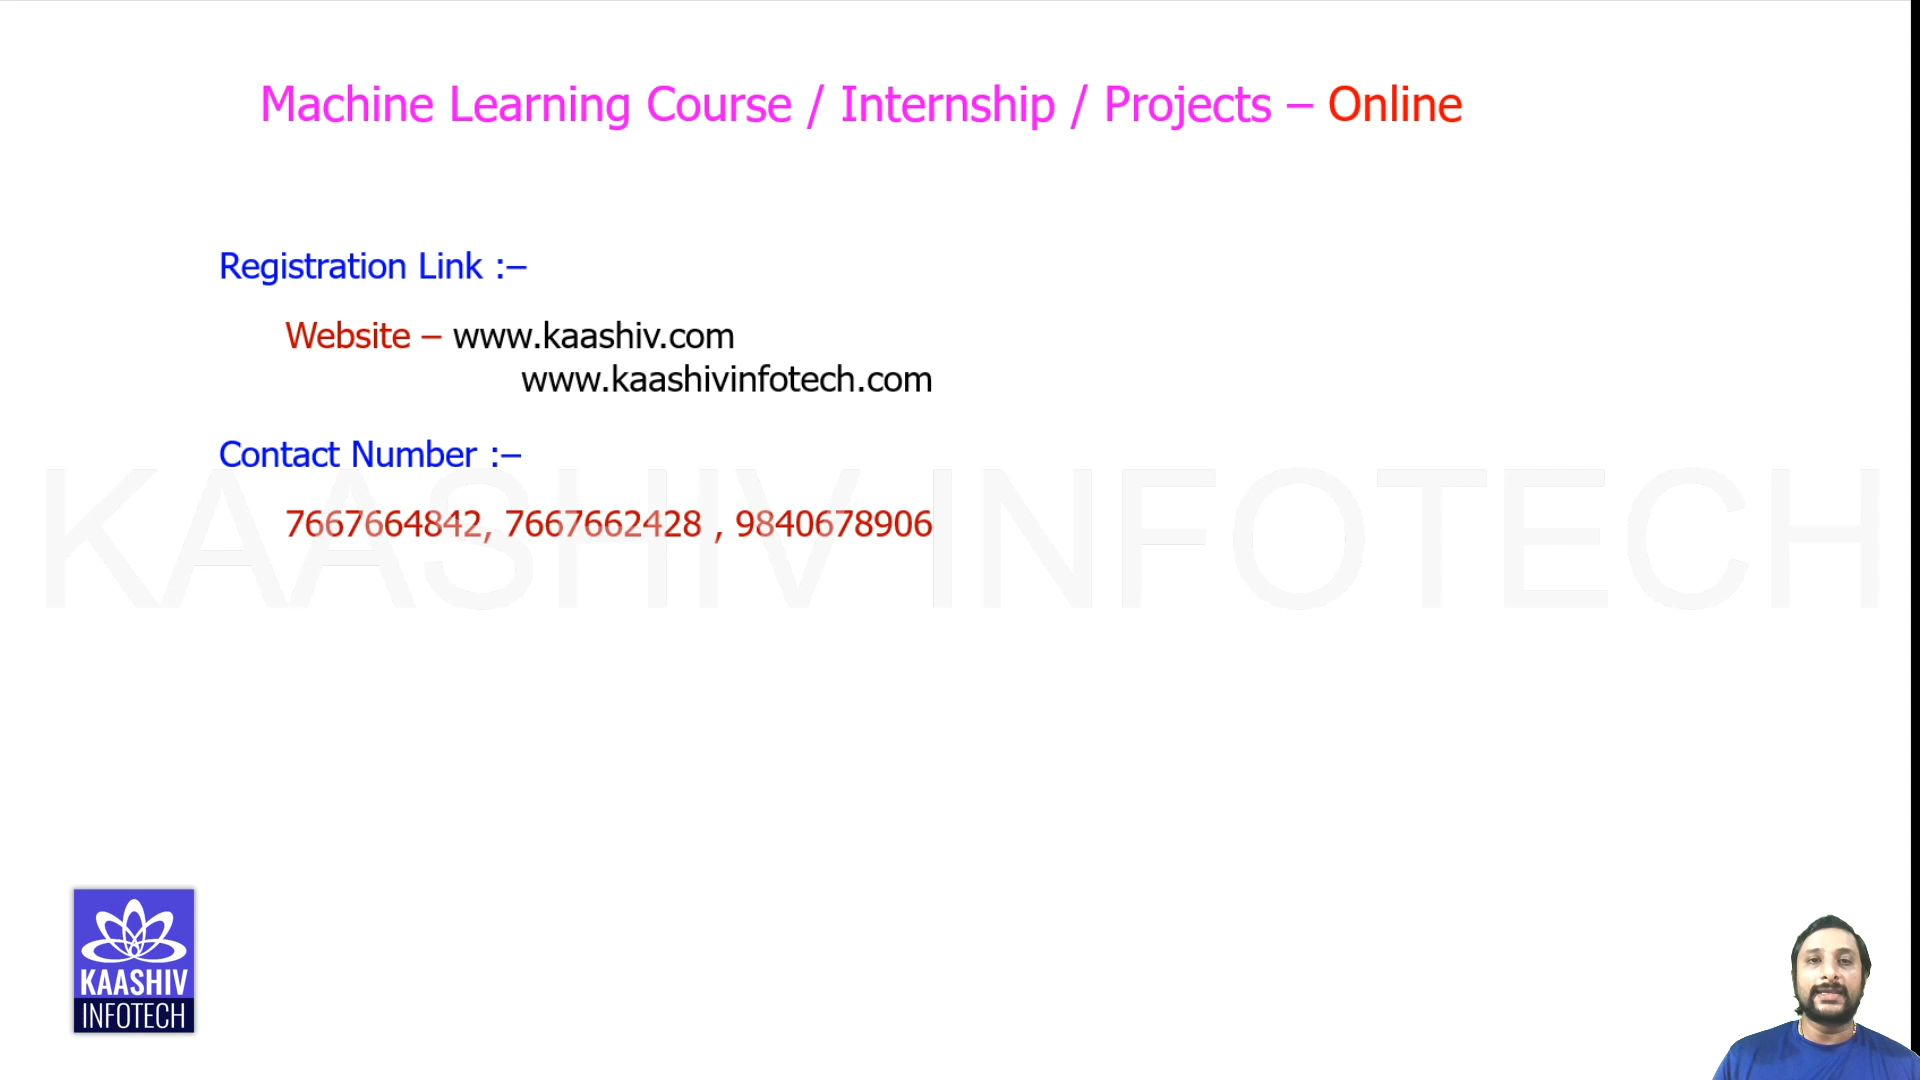 Machine Learning Course / Internship / Projects – Online
Registration Link :–
Website – www.kaashiv.com
www.kaashivinfotech.com
Contact Number :–
7667664842, 7667662428 , 9840678906
KAASHIV INFOTECH
KAASHIV
INFOTECH